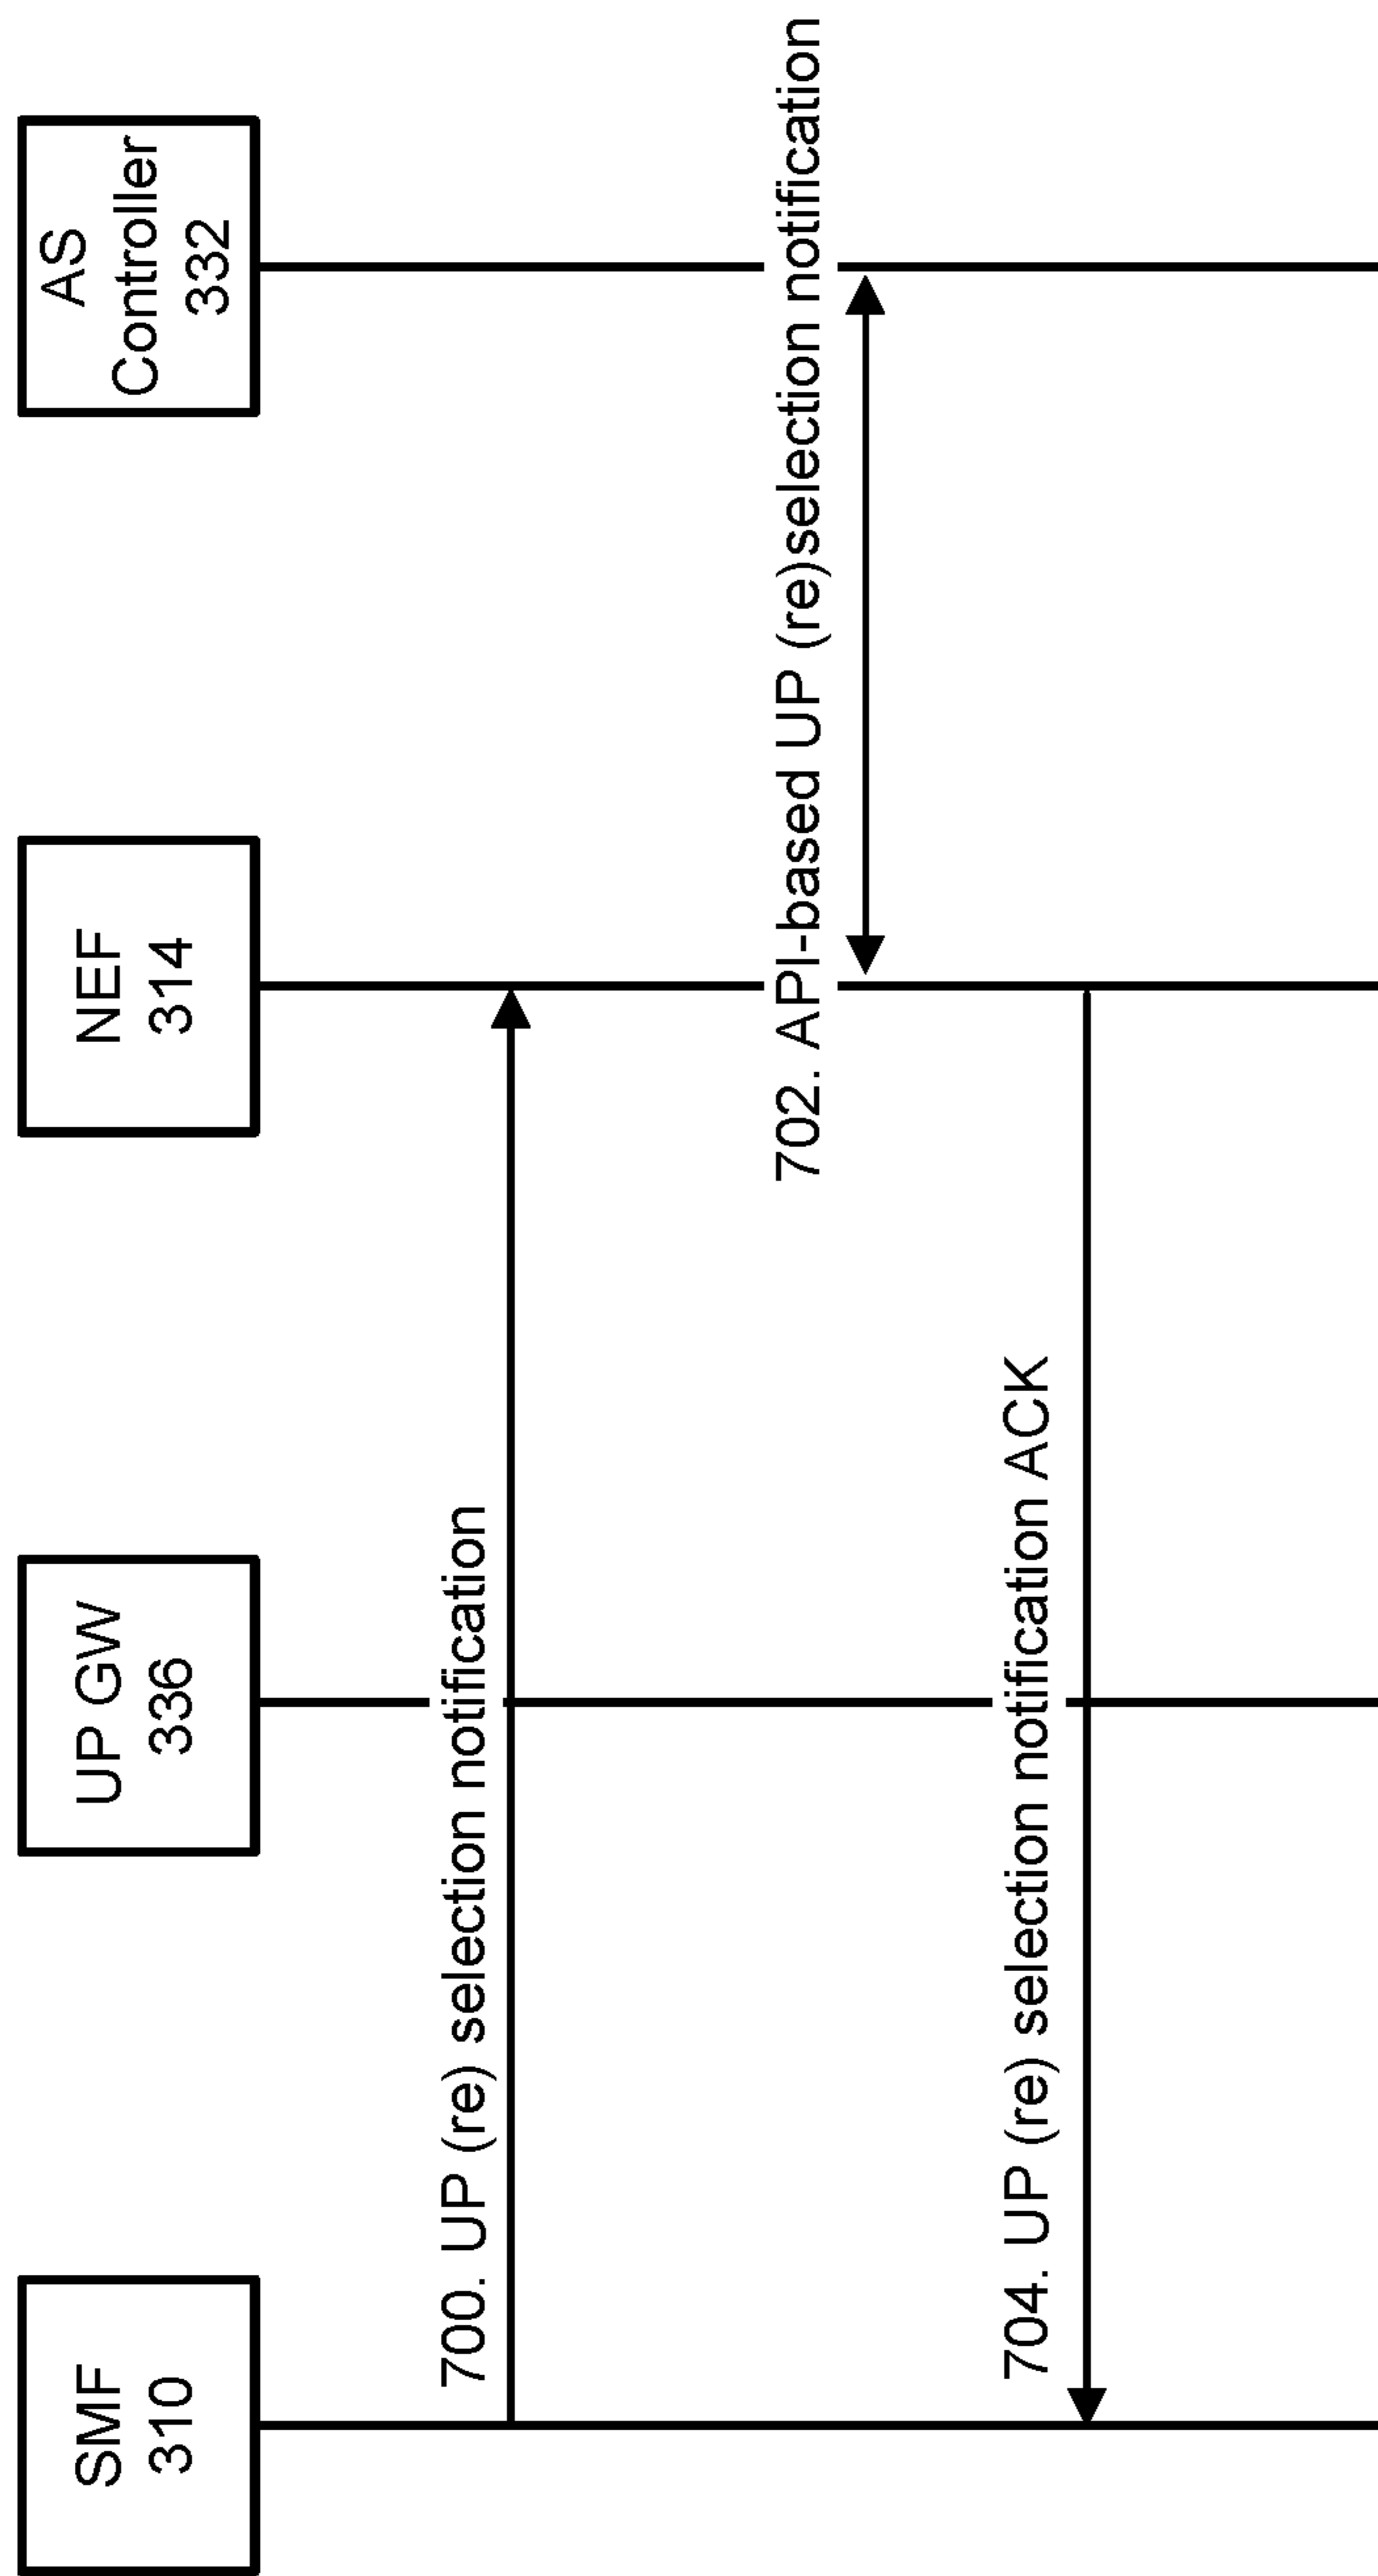 SMF
310
UP GW
336
NEF
314
AS
Controller
332
700. UP (re) selection notification
702. API-based UP (re)selection notification
704. UP (re) selection notification ACK